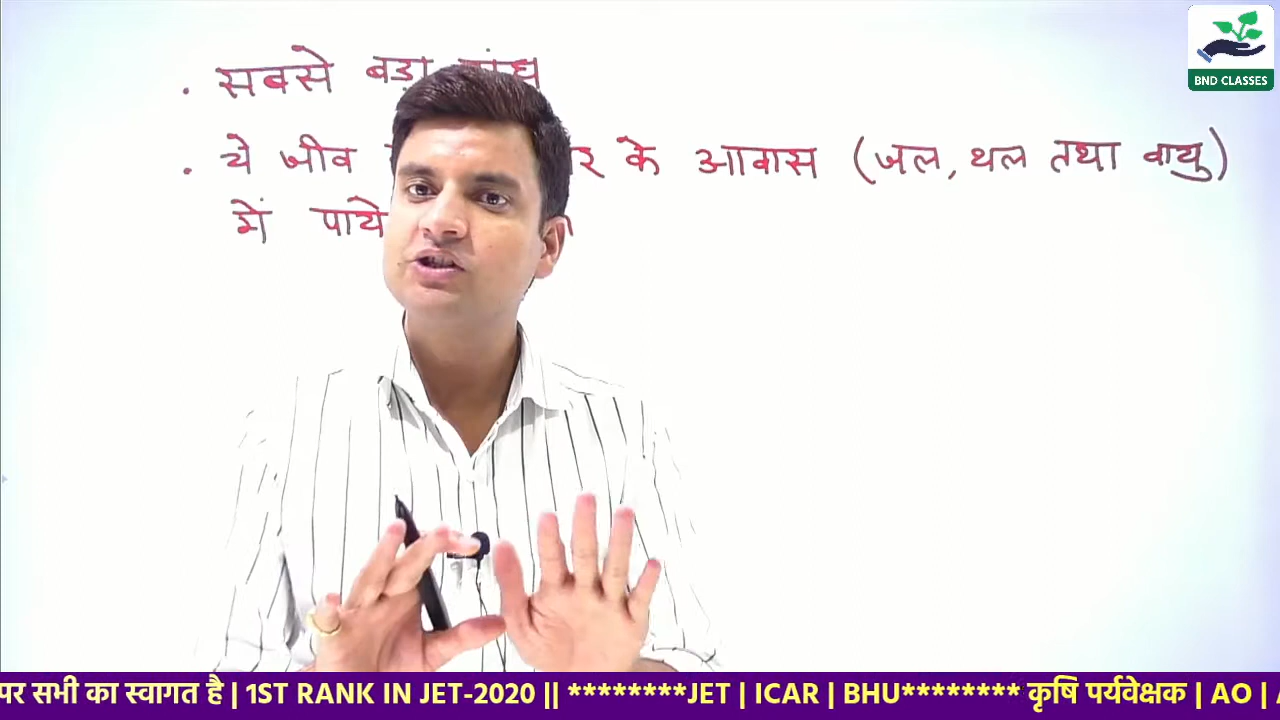 • सबसे बड़ा
• ये जीव के आवास (जल, थल तथा वायु)
में पाये
BND CLASSES
पर सभी का स्वागत है | 1ST RANK IN JET-2020 || ********JET | ICAR | BHU******** कृषि पर्यवेक्षक | AO |